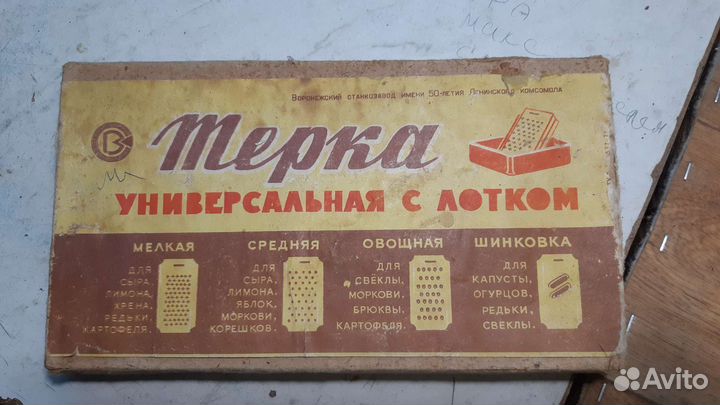 Воронежский станкозавод имени 50-летия Ленинского комсомола
Терка
УНИВЕРСАЛЬНАЯ С ЛОТКОМ
МЕЛКАЯ
ДЛЯ
СЫРА,
ЛИМОНА,
ХРЕНА,
РЕДЬКИ,
КАРТОФЕЛЯ.
СРЕДНЯЯ
ДЛЯ
СЫРА,
ЛИМОНА,
ЯБЛОК,
МОРКОВИ,
КОРЕШКОВ.
ОВОЩНАЯ
ДЛЯ
СВЁКЛЫ,
МОРКОВИ,
БРЮКВЫ,
КАРТОФЕЛЯ.
ШИНКОВКА
ДЛЯ
КАПУСТЫ,
ОГУРЦОВ,
РЕДЬКИ,
СВЕКЛЫ.
Avito